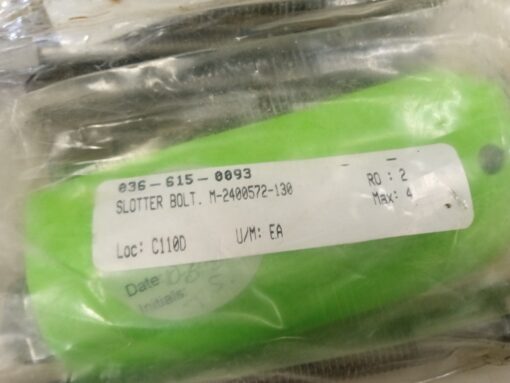 036-615-0093
SLOTTER BOLT. M-2400572-130
RO: 2
Max: 4
Loc: C110D U/M: EA
Date
Initials: